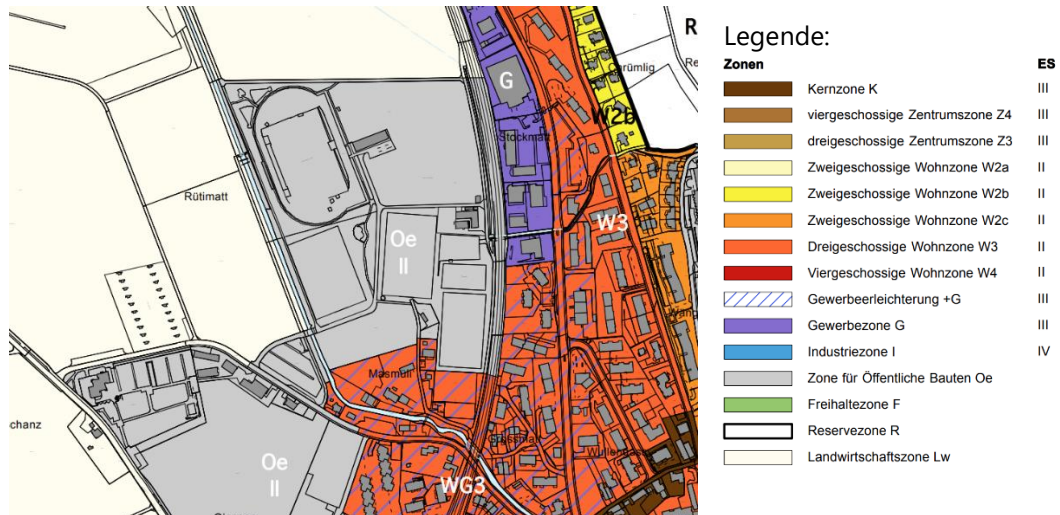 R
G
W2b
Stockmatt
Rütimatt
Oe
II
W3
Masmüli
chanz
Oe
II
WG3
Legende:
Zonen ES
Kernzone K III
viergeschossige Zentrumszone Z4 III
dreigeschossige Zentrumszone Z3 III
Zweigeschossige Wohnzone W2a II
Zweigeschossige Wohnzone W2b II
Zweigeschossige Wohnzone W2c II
Dreigeschossige Wohnzone W3 II
Viergeschossige Wohnzone W4 II
Gewerbeerleichterung +G III
Gewerbezone G III
Industriezone I IV
Zone für Öffentliche Bauten Oe
Freihaltezone F
Reservezone R
Landwirtschaftszone Lw